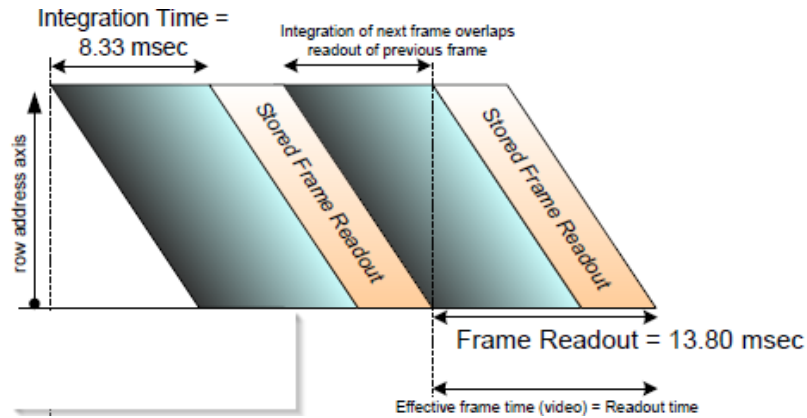 Integration Time =
8.33 msec
Integration of next frame overlaps
readout of previous frame
row address axis
Stored Frame Readout
Stored Frame Readout
Frame Readout = 13.80 msec
Effective frame time (video) = Readout time